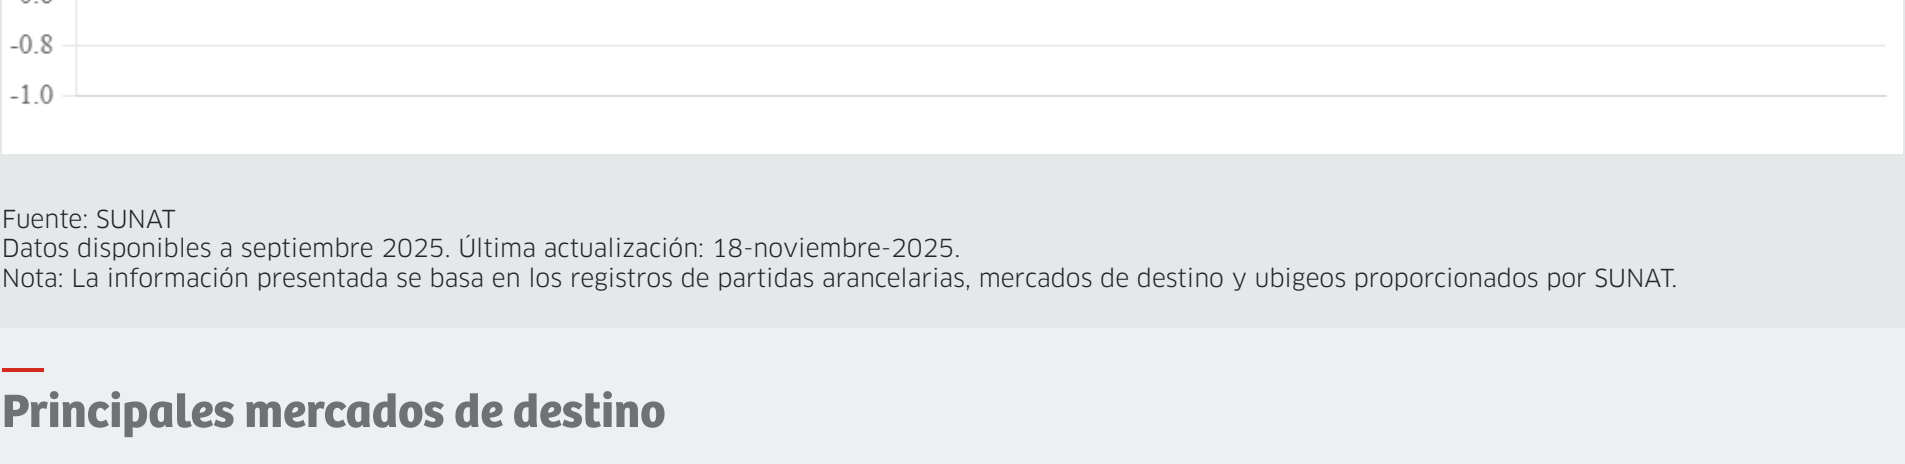 -0.8
-1.0
Fuente: SUNAT
Datos disponibles a septiembre 2025. Última actualización: 18-noviembre-2025.
Nota: La información presentada se basa en los registros de partidas arancelarias, mercados de destino y ubigeos proporcionados por SUNAT.
Principales mercados de destino